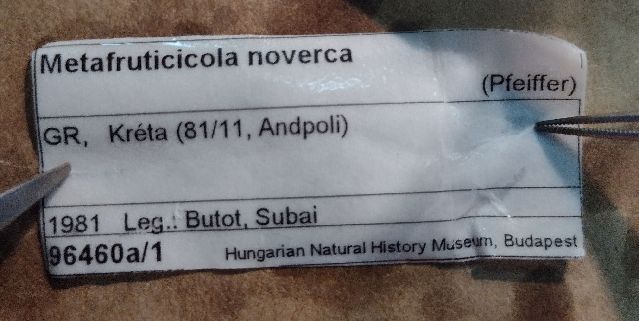 Metafruticicola noverca
(Pfeiffer)
GR, Kréta (81/11, Andpoli)
1981 Leg.: Butot, Subai
96460a/1 Hungarian Natural History Museum, Budapest